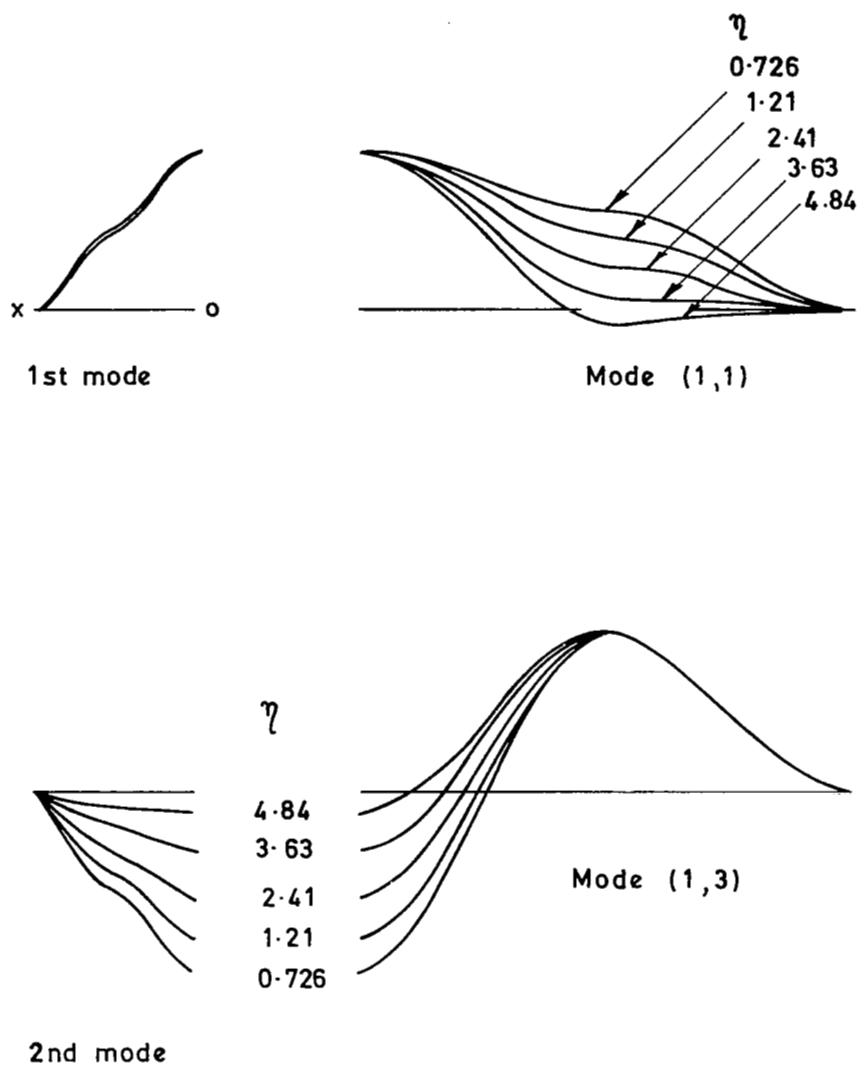 η
0·726
1·21
2·41
3·63
4·84
x
o
1st mode
Mode (1,1)
η
4·84
3·63
2·41
1·21
0·726
Mode (1,3)
2nd mode